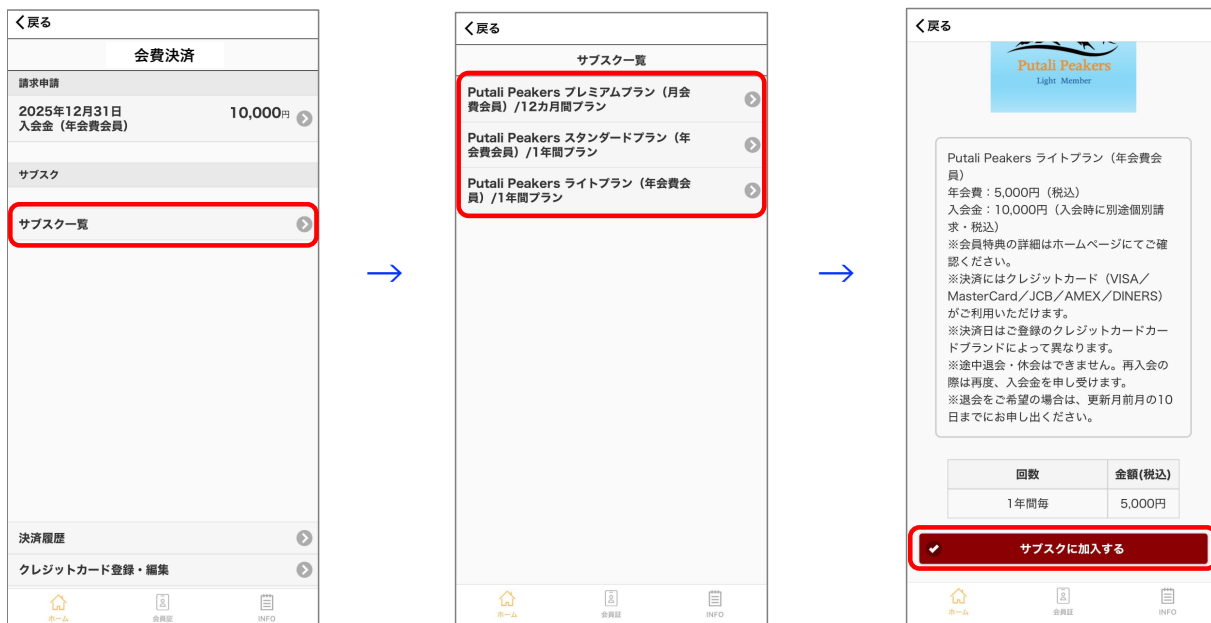 戻る
会費決済
請求申請
2025年12月31日
入会金（年会費会員）
10,000円
サブスク
サブスク一覧
決済履歴
クレジットカード登録・編集
ホーム
会員証
INFO
→
戻る
サブスク一覧
Putali Peakers プレミアムプラン（月会
費会員）/12カ月間プラン
Putali Peakers スタンダードプラン（年
会費会員）/1年間プラン
Putali Peakers ライトプラン（年会費会
員）/1年間プラン
ホーム
会員証
INFO
→
戻る
Putali Peakers
Light Member
Putali Peakers ライトプラン（年会費会
員）
年会費：5,000円（税込）
入会金：10,000円（入会時に別途個別請
求・税込）
※会員特典の詳細はホームページにてご確
認ください。
※決済にはクレジットカード（VISA／
MasterCard／JCB／AMEX／DINERS）
がご利用いただけます。
※決済日はご登録のクレジットカードカー
ドブランドによって異なります。
※途中退会・休会はできません。再入会の
際は再度、入会金を申し受けます。
※退会をご希望の場合は、更新月前月の10
日までにお申し出ください。
回数 金額(税込)
1年間毎 5,000円
サブスクに加入する
ホーム
会員証
INFO